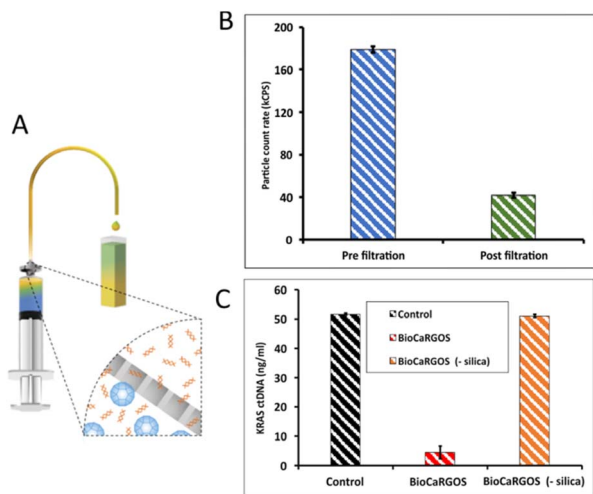 A
B
Particle count rate (kCPS)
200
160
120
80
40
0
Pre filtration
Post filtration
C
KRAS ctDNA (ng/ml)
60
50
40
30
20
10
0
Control
BioCaRGOS
BioCaRGOS (- silica)
Control
BioCaRGOS
BioCaRGOS (- silica)